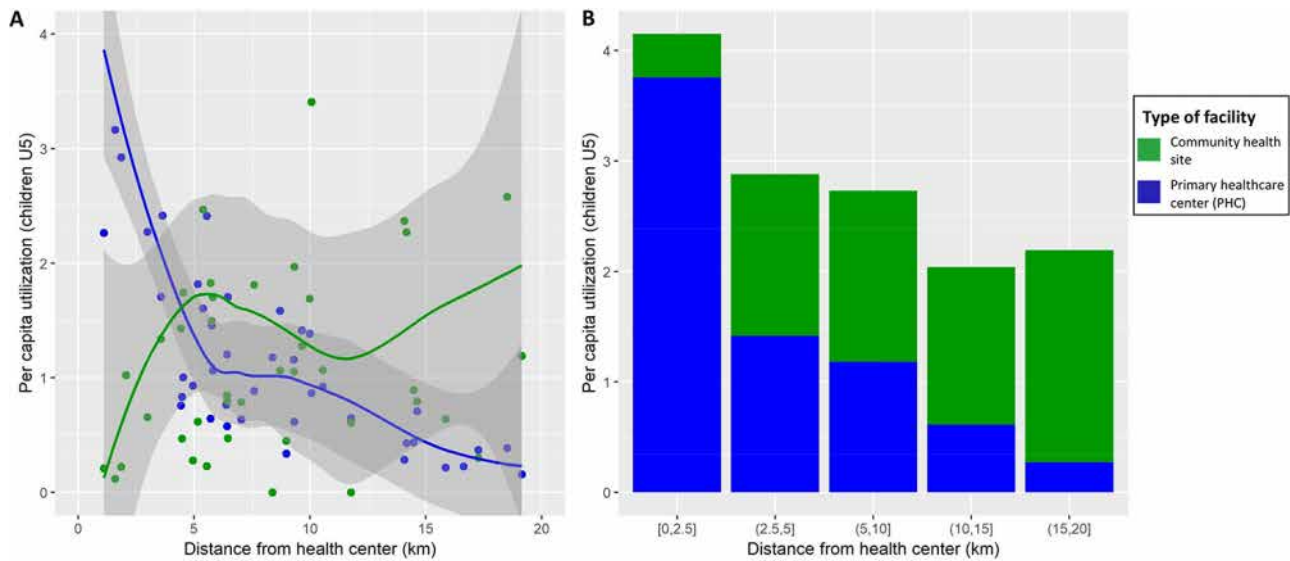 A
Per capita utilization (children U5)
4
3
2
1
0
0
5
10
15
20
Distance from health center (km)
B
Per capita utilization (children U5)
4
3
2
1
0
[0,2.5]
(2.5,5]
(5,10]
(10,15]
(15,20]
Distance from health center (km)
Type of facility
Community health
site
Primary healthcare
center (PHC)